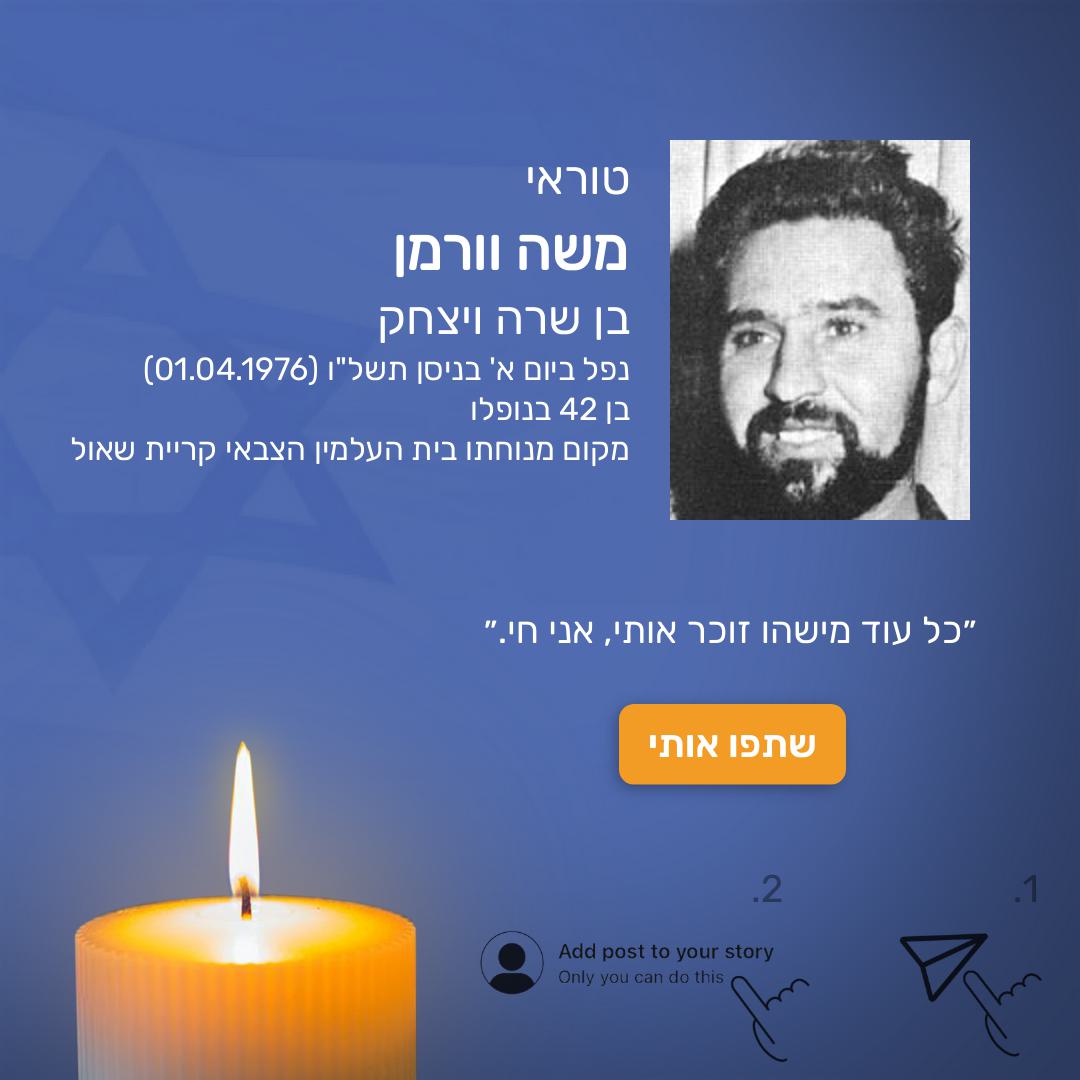 טוראי
משה וורמן
בן שרה ויצחק
נפל ביום א' בניסן תשל"ו (01.04.1976)
בן 42 בנופלו
מקום מנוחתו בית העלמין הצבאי קריית שאול
״כל עוד מישהו זוכר אותי, אני חי.״
שתפו אותי
1.
2.
Add post to your story
Only you can do this